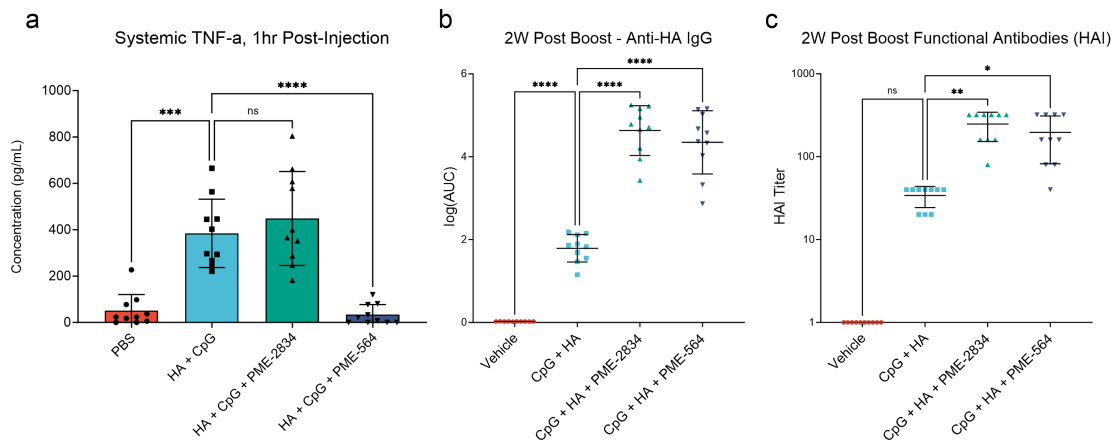 a
Systemic TNF-a, 1hr Post-Injection
Concentration (pg/mL)
1000
800
600
400
200
0
***
ns
****
PBS
HA + CpG
HA + CpG + PME-2834
HA + CpG + PME-564
b
2W Post Boost - Anti-HA IgG
log(AUC)
6
4
2
0
****
****
****
Vehicle
CpG + HA
CpG + HA + PME-2834
CpG + HA + PME-564
c
2W Post Boost Functional Antibodies (HAI)
HAI Titer
1000
100
10
1
ns
**
*
Vehicle
CpG + HA
CpG + HA + PME-2834
CpG + HA + PME-564